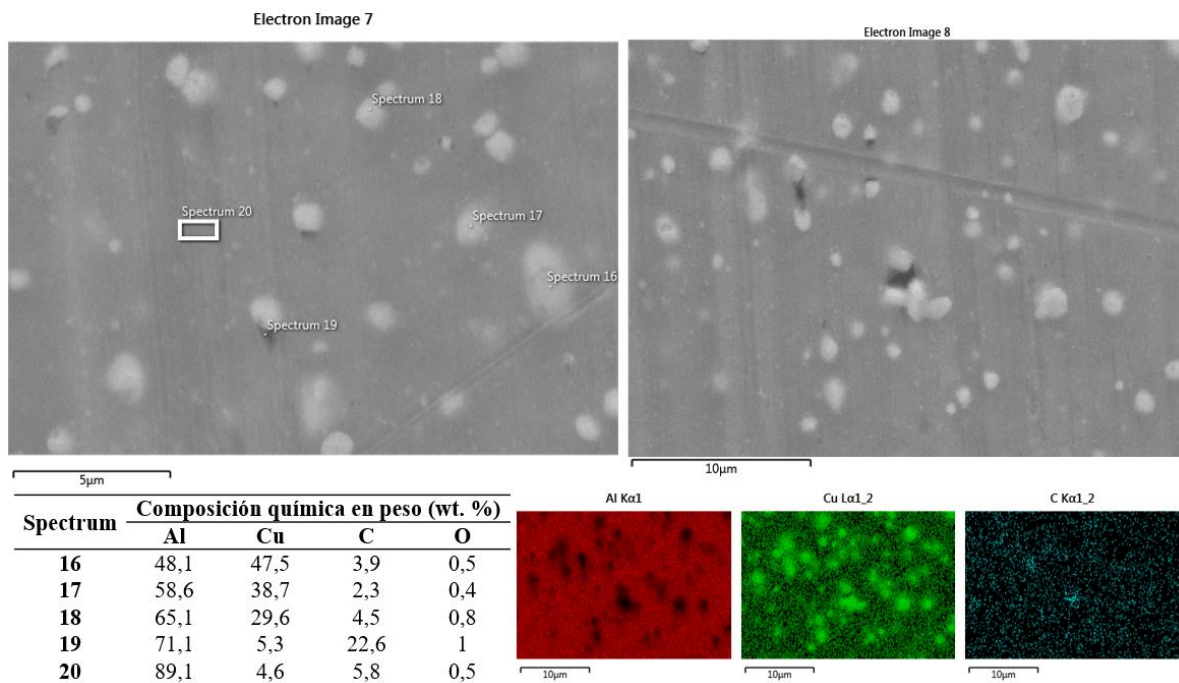 Electron Image 7
Electron Image 8
Spectrum 18
Spectrum 20
Spectrum 17
Spectrum 16
Spectrum 19
5µm
10µm
Spectrum Composición química en peso (wt. %)
Al Cu C O
16 48,1 47,5 3,9 0,5
17 58,6 38,7 2,3 0,4
18 65,1 29,6 4,5 0,8
19 71,1 5,3 22,6 1
20 89,1 4,6 5,8 0,5
Al Kα1
Cu Lα1_2
C Kα1_2
10µm
10µm
10µm